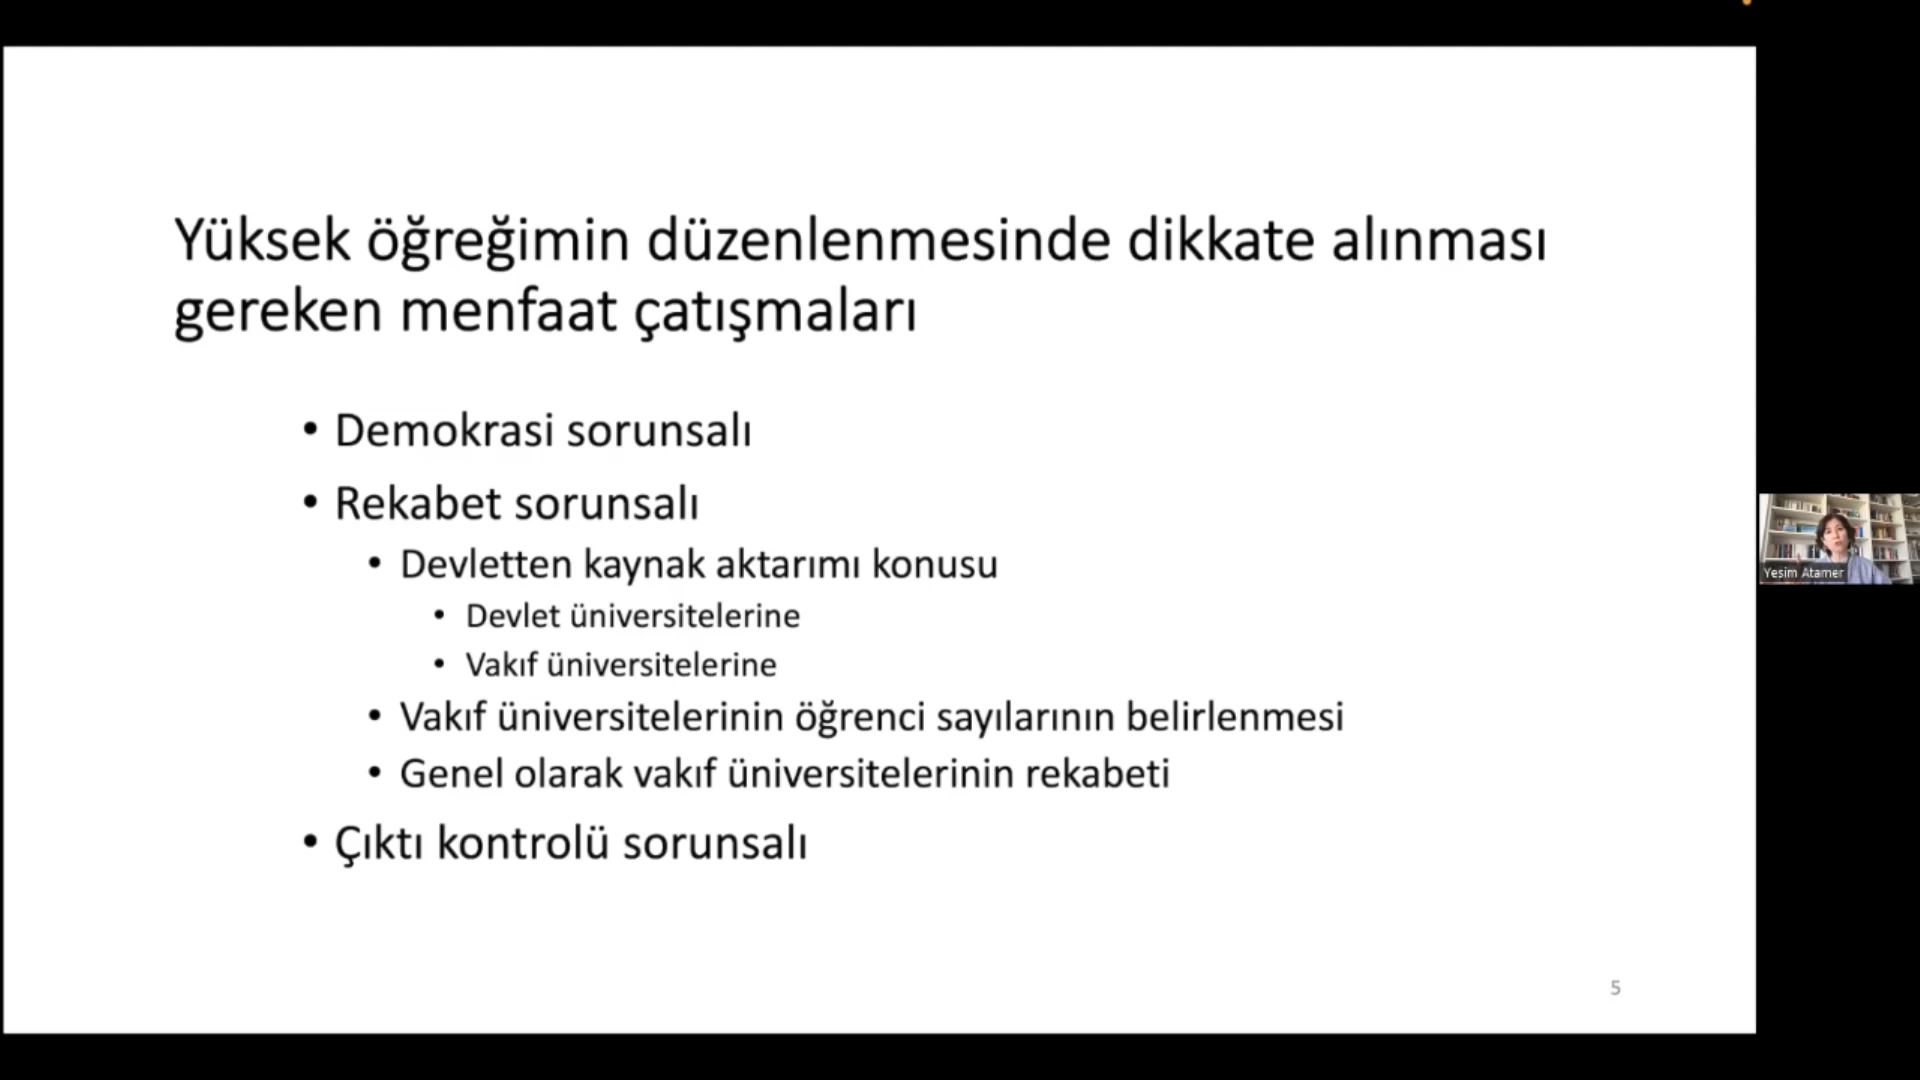 Yüksek öğreğimin düzenlenmesinde dikkate alınması
gereken menfaat çatışmaları
• Demokrasi sorunsalı
• Rekabet sorunsalı
• Devletten kaynak aktarımı konusu
• Devlet üniversitelerine
• Vakıf üniversitelerine
• Vakıf üniversitelerinin öğrenci sayılarının belirlenmesi
• Genel olarak vakıf üniversitelerinin rekabeti
• Çıktı kontrolü sorunsalı
5
Yesim Atamer